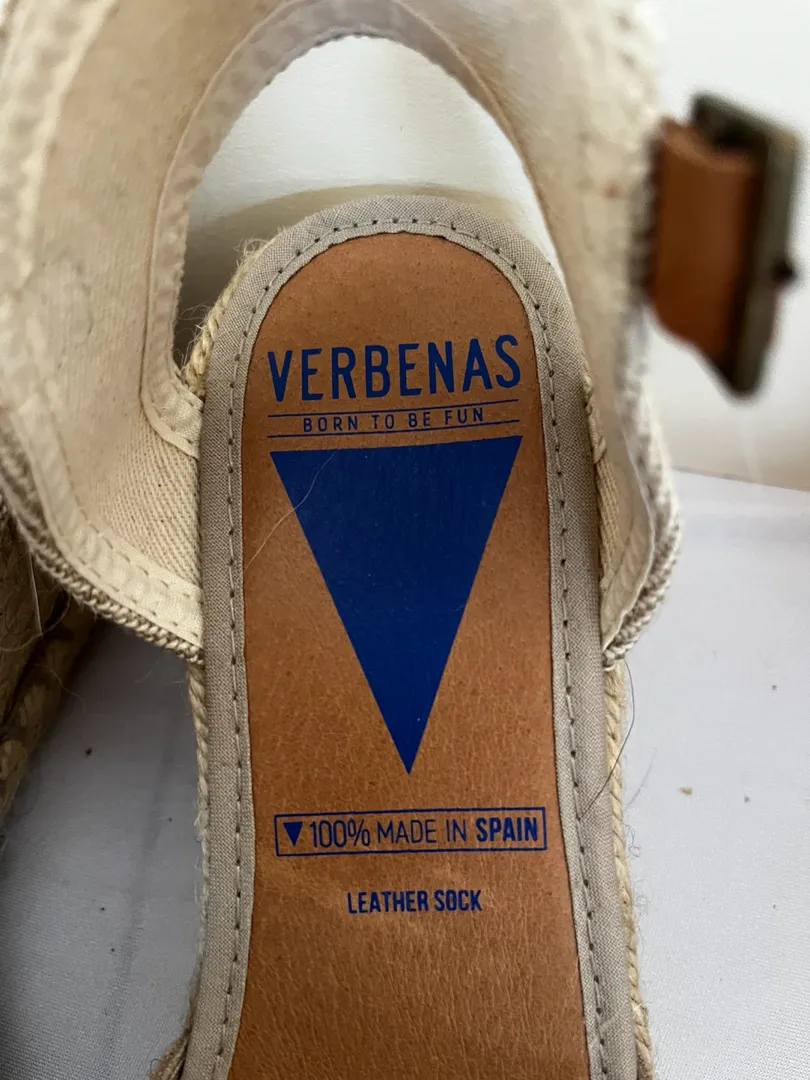 VERBENAS
BORN TO BE FUN
100% MADE IN SPAIN
LEATHER SOCK